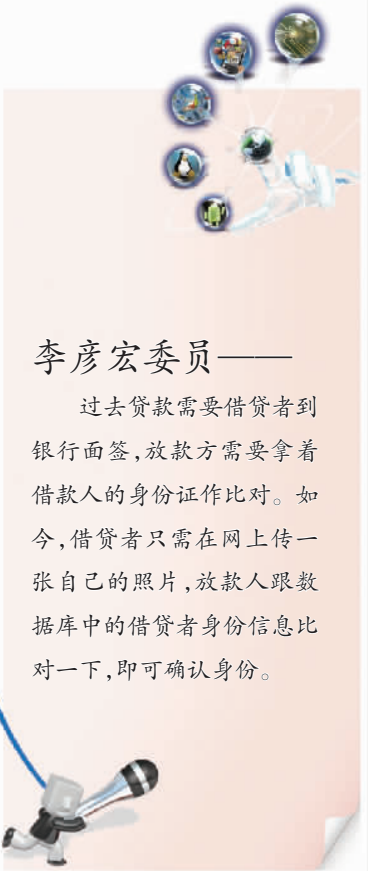 李彦宏委员——
过去贷款需要借贷者到
银行面签,放款方需要拿着
借款人的身份证作比对。如
今,借贷者只需在网上传一
张自己的照片,放款人跟数
据库中的借贷者身份信息比
对一下,即可确认身份。